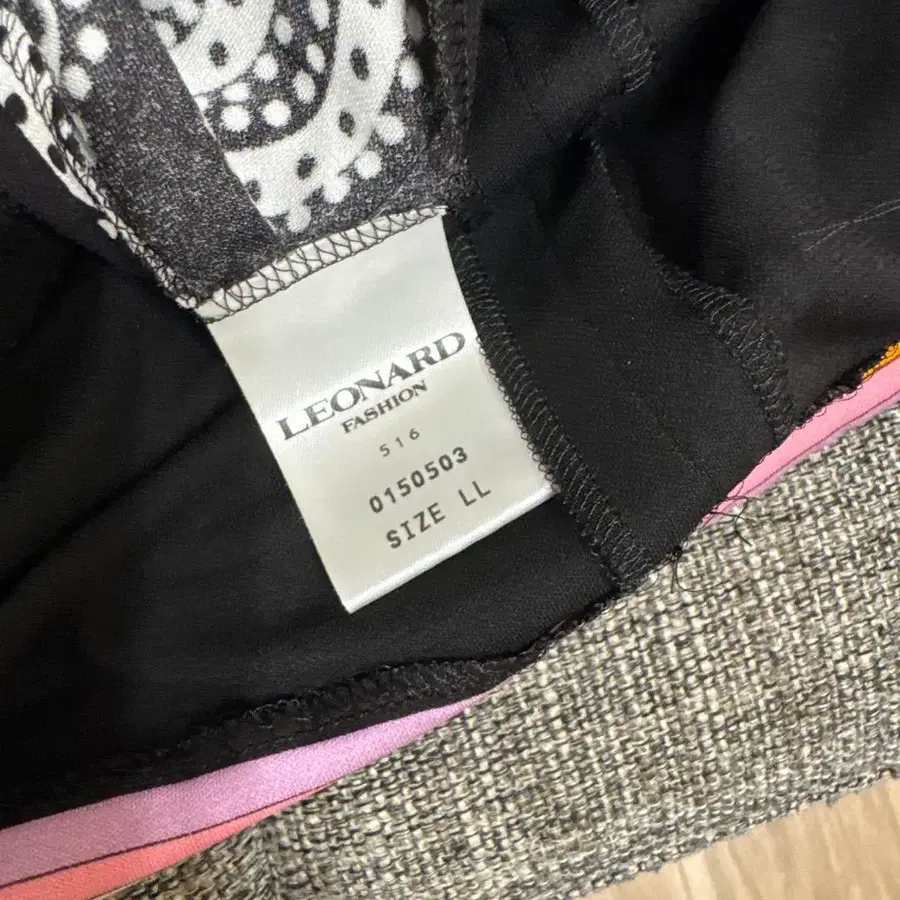 LEONARD
FASHION
516
0150503
SIZE LL